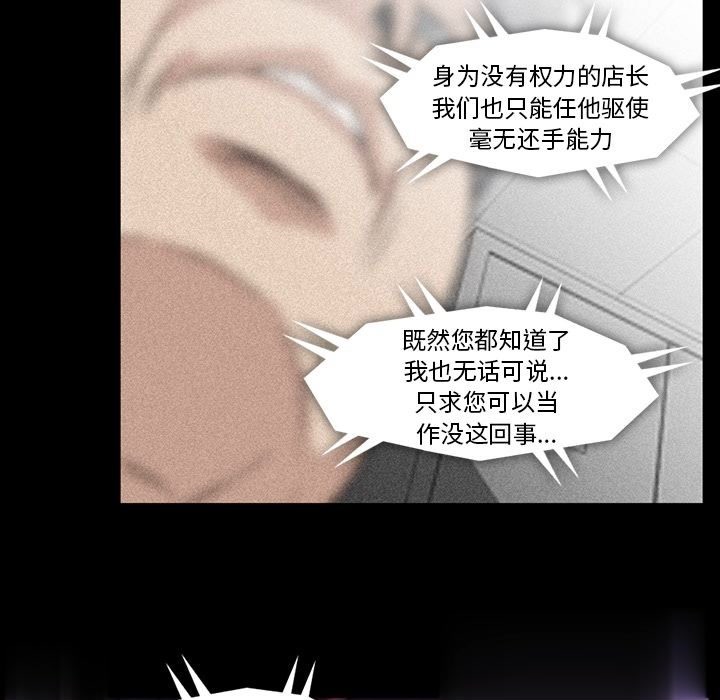 身为没有权力的店长
我们也只能任他驱使
毫无还手能力
既然您都知道了
我也无话可说...
只求您可以当
作没这回事...